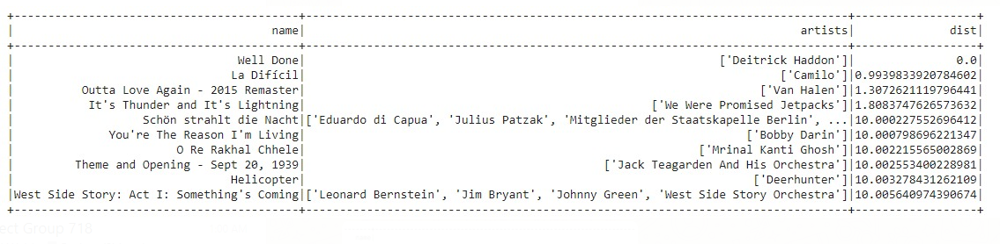 name| artists| dist|
Well Done| ['Deitrick Haddon']| 0.0|
La Difícil| ['Camilo']|0.9939833920784602|
Outta Love Again - 2015 Remaster| ['Van Halen']|1.3072621119796441|
It's Thunder and It's Lightning| ['We Were Promised Jetpacks']|1.8083747626573632|
Schön strahlt die Nacht|['Eduardo di Capua', 'Julius Patzak', 'Mitglieder der Staatskapelle Berlin', ...|10.000227552696412|
You're The Reason I'm Living| ['Bobby Darin']|10.000798696221347|
O Re Rakhal Chhele| ['Mrinal Kanti Ghosh']|10.002215565002869|
Theme and Opening - Sept 20, 1939| ['Jack Teagarden And His Orchestra']|10.002553400228981|
Helicopter| ['Deerhunter']|10.003278431262109|
West Side Story: Act I: Something's Coming|['Leonard Bernstein', 'Jim Bryant', 'Johnny Green', 'West Side Story Orchestra']|10.005640974390674|
ect Group 718